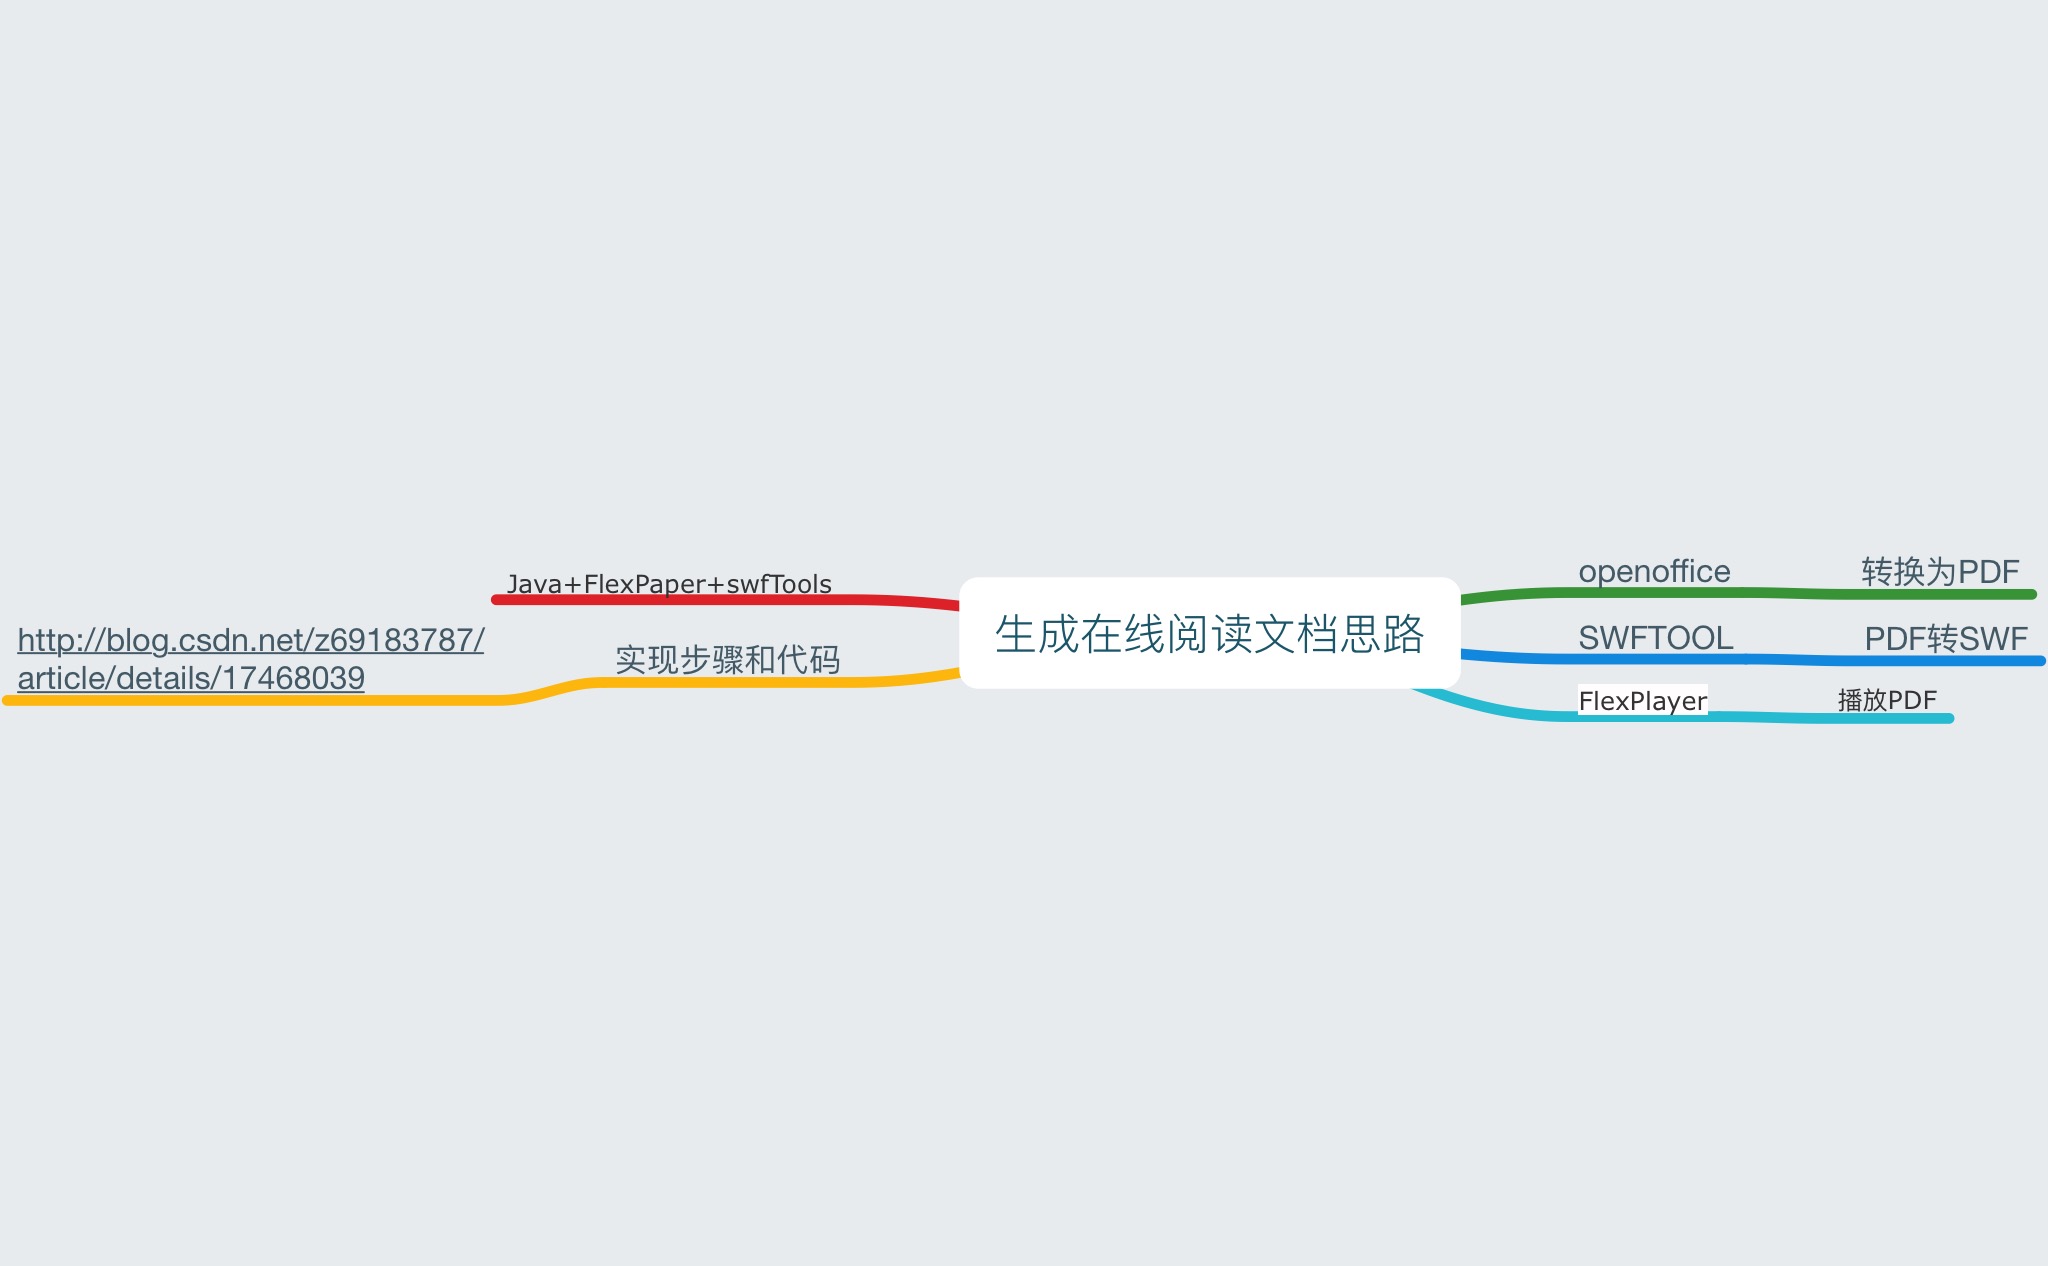 生成在线阅读文档思路
openoffice
转换为PDF
SWFTOOL
PDF转SWF
FlexPlayer
播放PDF
Java+FlexPaper+swfTools
实现步骤和代码
http://blog.csdn.net/z69183787/
article/details/17468039